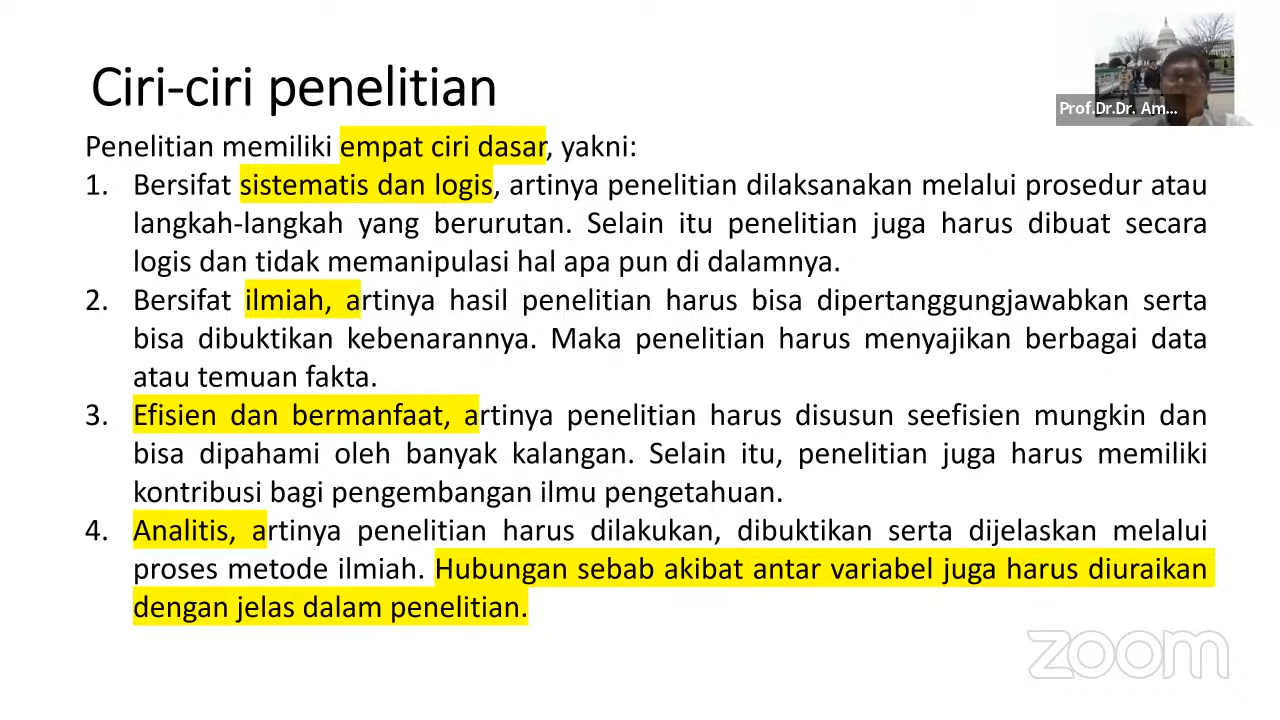 Ciri-ciri penelitian
Prof.Dr.Dr. Am...
Penelitian memiliki empat ciri dasar, yakni:
1. Bersifat sistematis dan logis, artinya penelitian dilaksanakan melalui prosedur atau
langkah-langkah yang berurutan. Selain itu penelitian juga harus dibuat secara
logis dan tidak memanipulasi hal apa pun di dalamnya.
2. Bersifat ilmiah, artinya hasil penelitian harus bisa dipertanggungjawabkan serta
bisa dibuktikan kebenarannya. Maka penelitian harus menyajikan berbagai data
atau temuan fakta.
3. Efisien dan bermanfaat, artinya penelitian harus disusun seefisien mungkin dan
bisa dipahami oleh banyak kalangan. Selain itu, penelitian juga harus memiliki
kontribusi bagi pengembangan ilmu pengetahuan.
4. Analitis, artinya penelitian harus dilakukan, dibuktikan serta dijelaskan melalui
proses metode ilmiah. Hubungan sebab akibat antar variabel juga harus diuraikan
dengan jelas dalam penelitian.
zoom